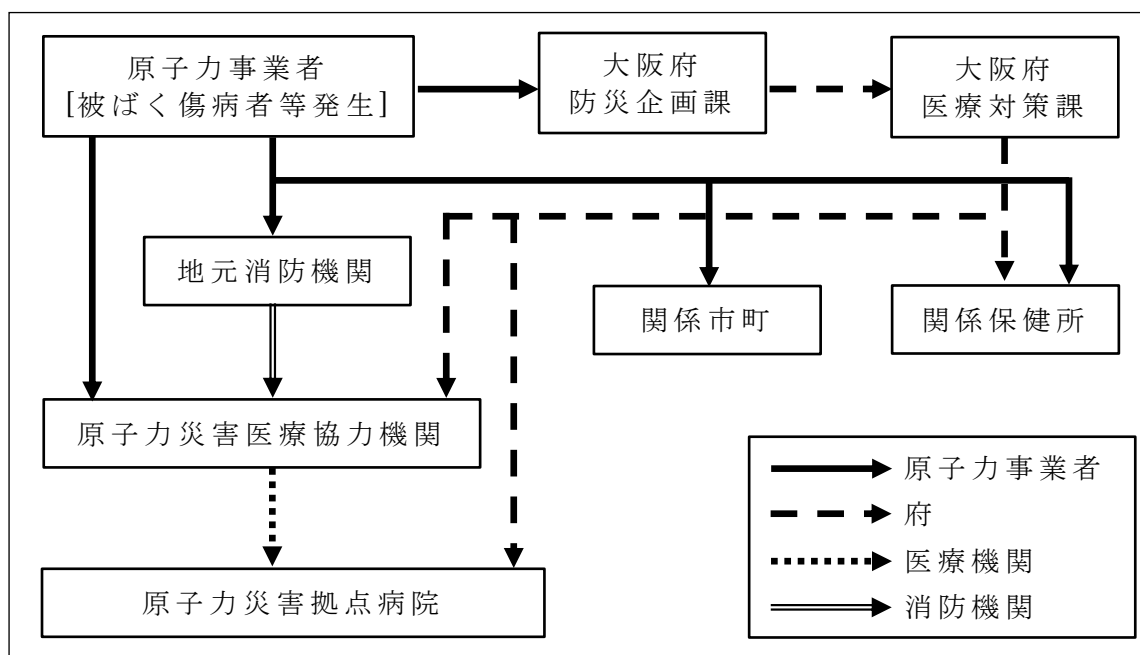 原子力事業者
[被ばく傷病者等発生]
大阪府
防災企画課
大阪府
医療対策課
地元消防機関
関係市町
関係保健所
原子力災害医療協力機関
原子力災害拠点病院
原子力事業者
府
医療機関
消防機関